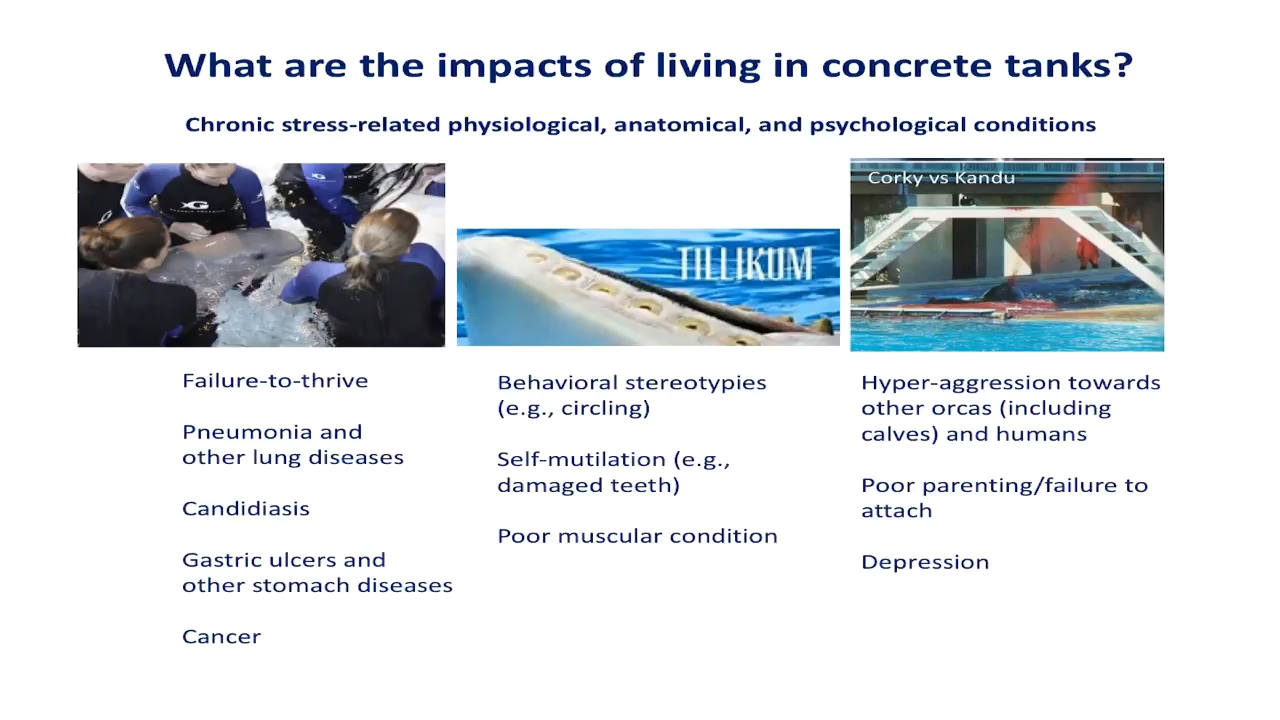 What are the impacts of living in concrete tanks?
Chronic stress-related physiological, anatomical, and psychological conditions
TILLIKUM
Corky vs Kandu
Failure-to-thrive
Pneumonia and
other lung diseases
Candidiasis
Gastric ulcers and
other stomach diseases
Cancer
Behavioral stereotypies
(e.g., circling)
Self-mutilation (e.g.,
damaged teeth)
Poor muscular condition
Hyper-aggression towards
other orcas (including
calves) and humans
Poor parenting/failure to
attach
Depression